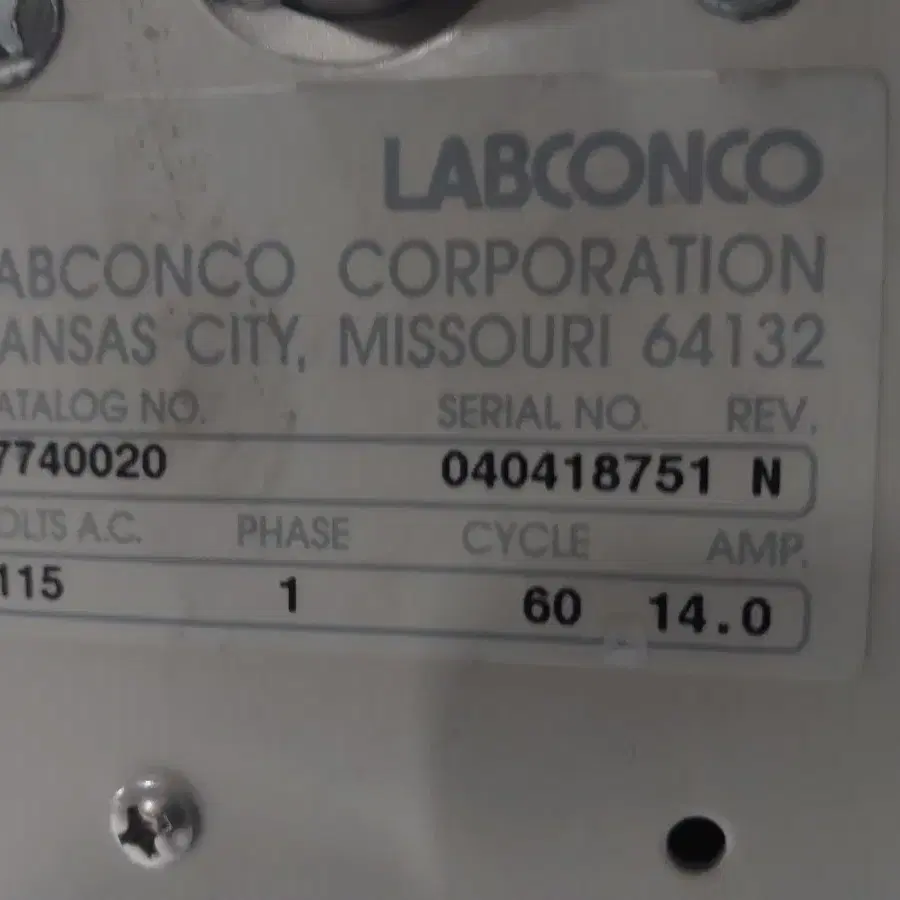 LABCONCO
ABCONCO CORPORATION
ANSAS CITY, MISSOURI 64132
ATALOG NO. SERIAL NO. REV.
7740020 040418751 N
OLTS A.C. PHASE CYCLE AMP.
115 1 60 14.0